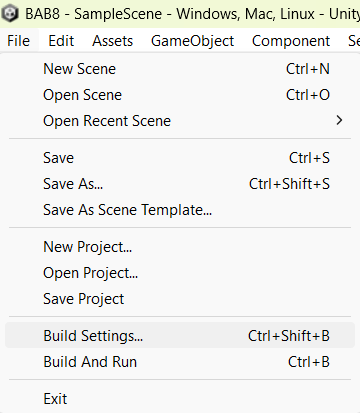 BAB8 - SampleScene - Windows, Mac, Linux - Unity
File Edit Assets GameObject Component
New Scene Ctrl+N
Open Scene Ctrl+O
Open Recent Scene
Save Ctrl+S
Save As... Ctrl+Shift+S
Save As Scene Template...
New Project...
Open Project...
Save Project
Build Settings... Ctrl+Shift+B
Build And Run Ctrl+B
Exit